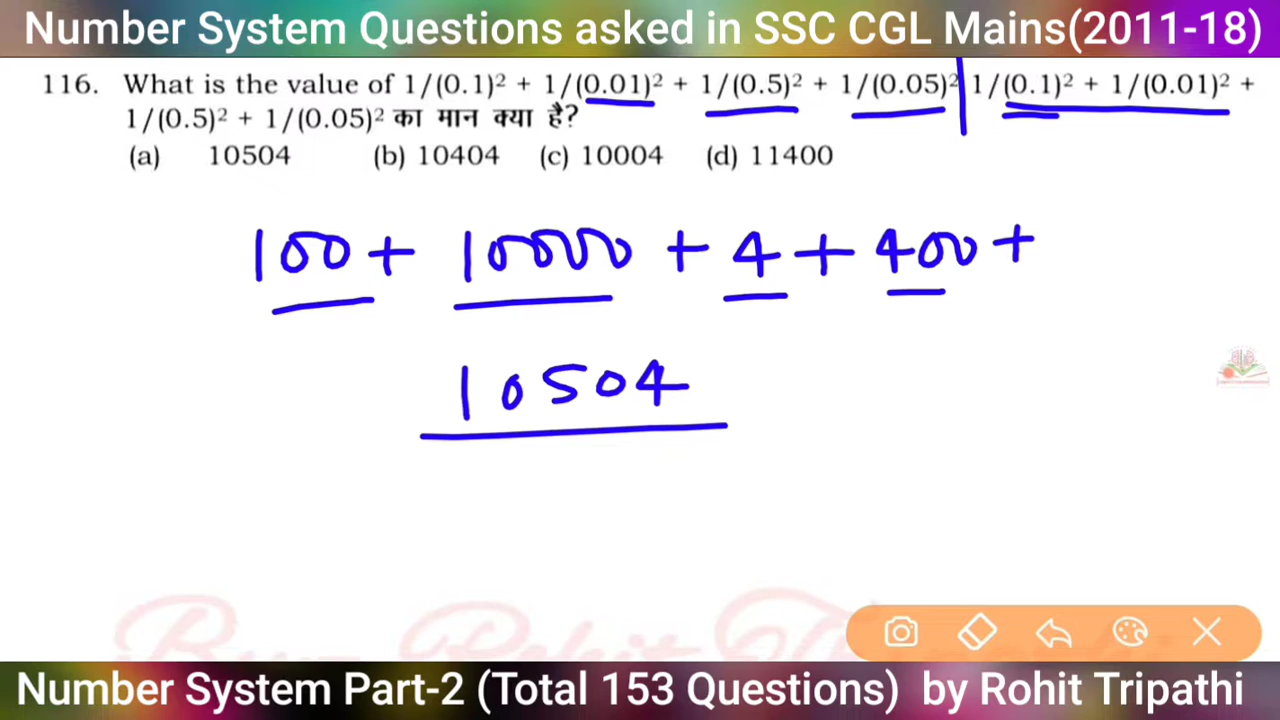 Number System Questions asked in SSC CGL Mains(2011-18)
116. What is the value of 1/(0.1)² + 1/(0.01)² + 1/(0.5)² + 1/(0.05)² 1/(0.1)² + 1/(0.01)² +
1/(0.5)² + 1/(0.05)² का मान क्या है?
(a) 10504 (b) 10404 (c) 10004 (d) 11400
100 + 10000 + 4 + 400 +
10504
Number System Part-2 (Total 153 Questions) by Rohit Tripathi